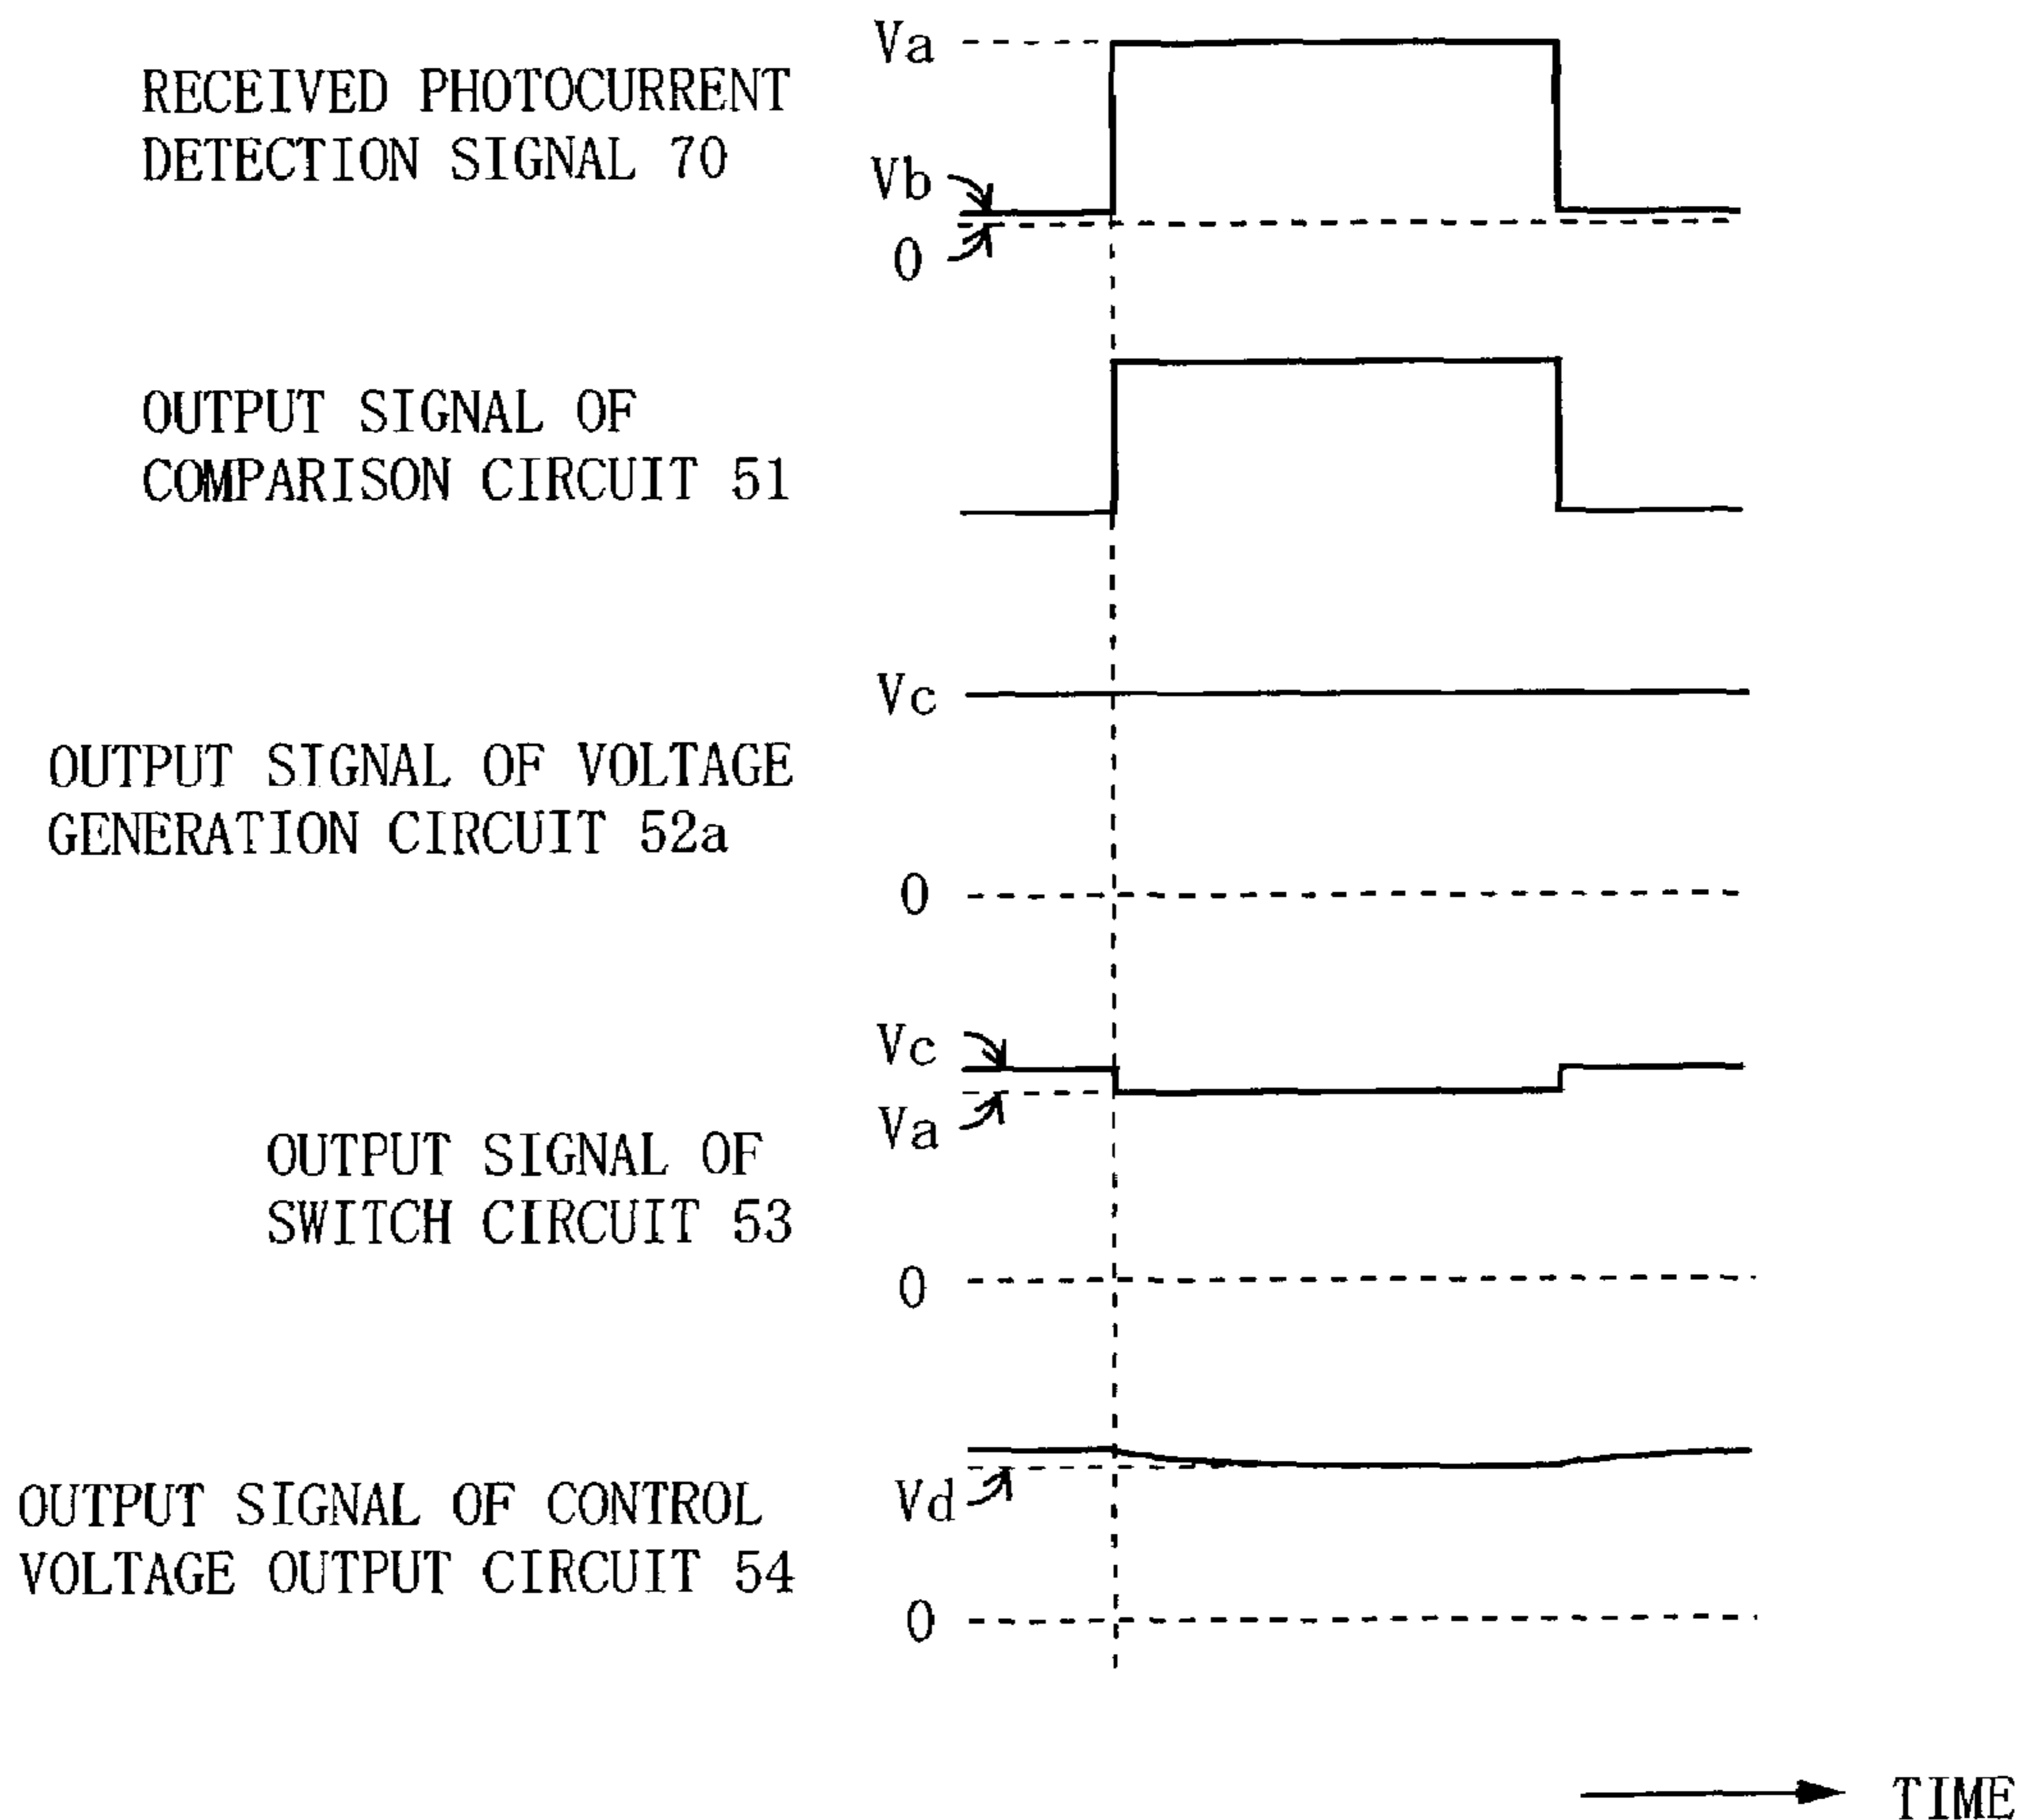 Va
RECEIVED PHOTOCURRENT
DETECTION SIGNAL 70
Vb
0
OUTPUT SIGNAL OF
COMPARISON CIRCUIT 51
Vc
OUTPUT SIGNAL OF VOLTAGE
GENERATION CIRCUIT 52a
0
Vc
Va
OUTPUT SIGNAL OF
SWITCH CIRCUIT 53
0
Vd
OUTPUT SIGNAL OF CONTROL
VOLTAGE OUTPUT CIRCUIT 54
0
TIME